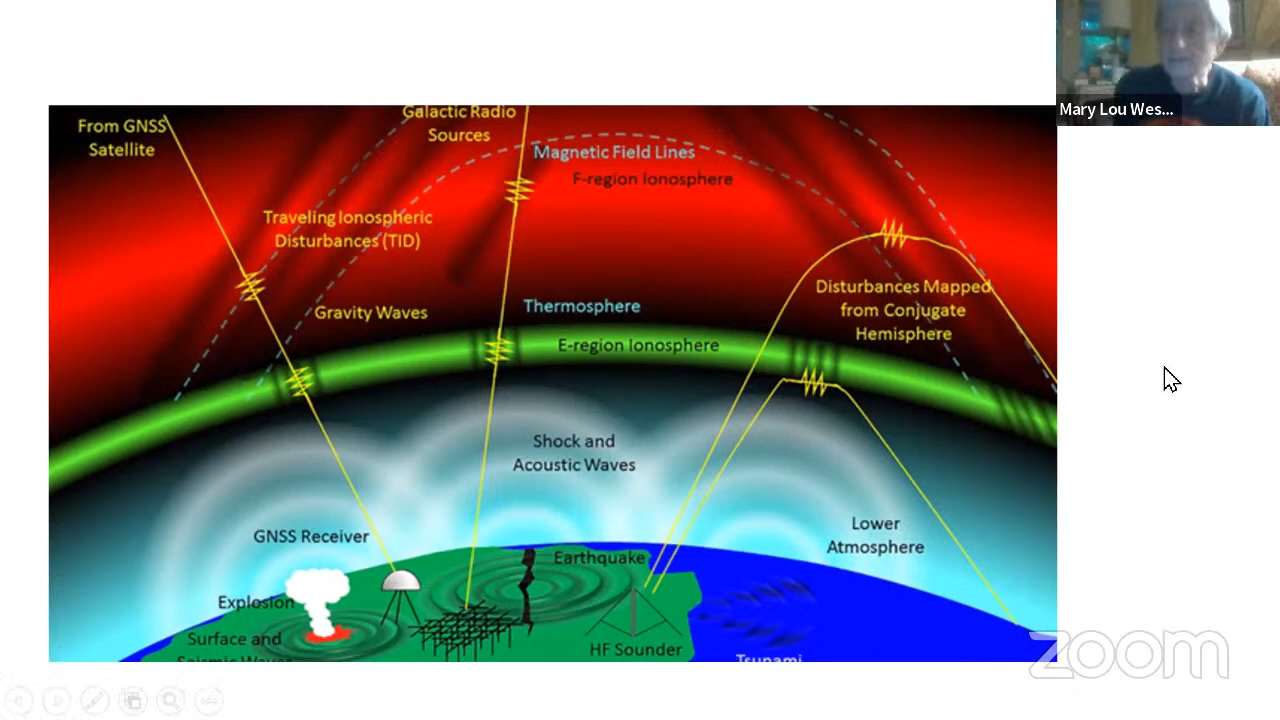 Mary Lou Wes...
From GNSS
Satellite
Galactic Radio
Sources
Magnetic Field Lines
F-region Ionosphere
Traveling Ionospheric
Disturbances (TID)
Gravity Waves
Thermosphere
Disturbances Mapped
from Conjugate
Hemisphere
E-region Ionosphere
Shock and
Acoustic Waves
GNSS Receiver
Lower
Atmosphere
Earthquake
Explosion
Surface and
Seismic Waves
HF Sounder
Tsunami
zoom